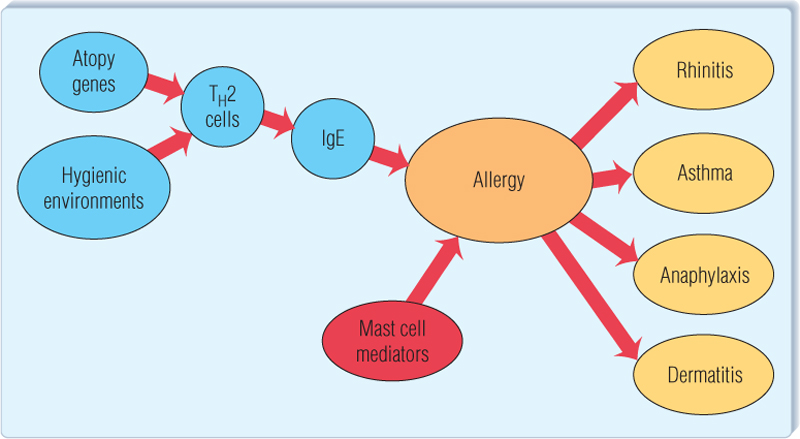 Atopy
genes
Hygienic
environments
TH2
cells
IgE
Allergy
Mast cell
mediators
Rhinitis
Asthma
Anaphylaxis
Dermatitis